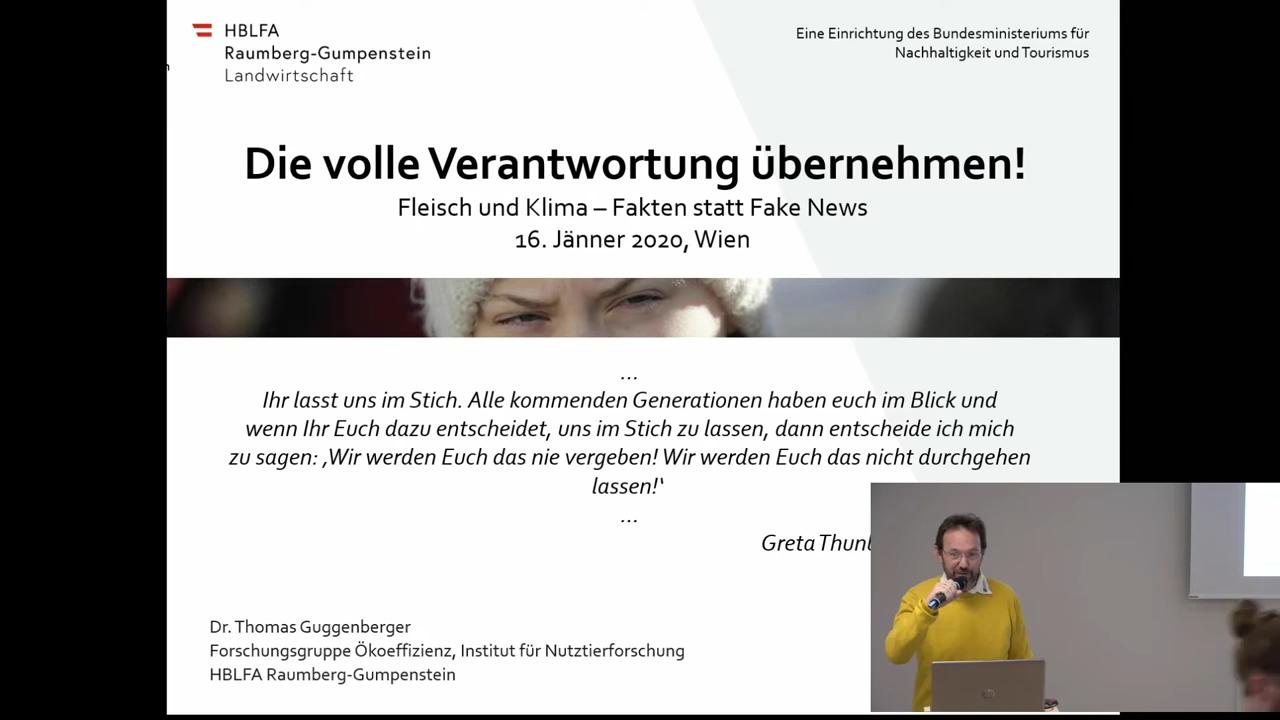 HBLFA
Raumberg-Gumpenstein
Landwirtschaft
Eine Einrichtung des Bundesministeriums für
Nachhaltigkeit und Tourismus
Die volle Verantwortung übernehmen!
Fleisch und Klima – Fakten statt Fake News
16. Jänner 2020, Wien
...
Ihr lasst uns im Stich. Alle kommenden Generationen haben euch im Blick und
wenn Ihr Euch dazu entscheidet, uns im Stich zu lassen, dann entscheide ich mich
zu sagen: ‚Wir werden Euch das nie vergeben! Wir werden Euch das nicht durchgehen
lassen!‘
...
Greta
Dr. Thomas Guggenberger
Forschungsgruppe Ökoeffizienz, Institut für Nutztierforschung
HBLFA Raumberg-Gumpenstein